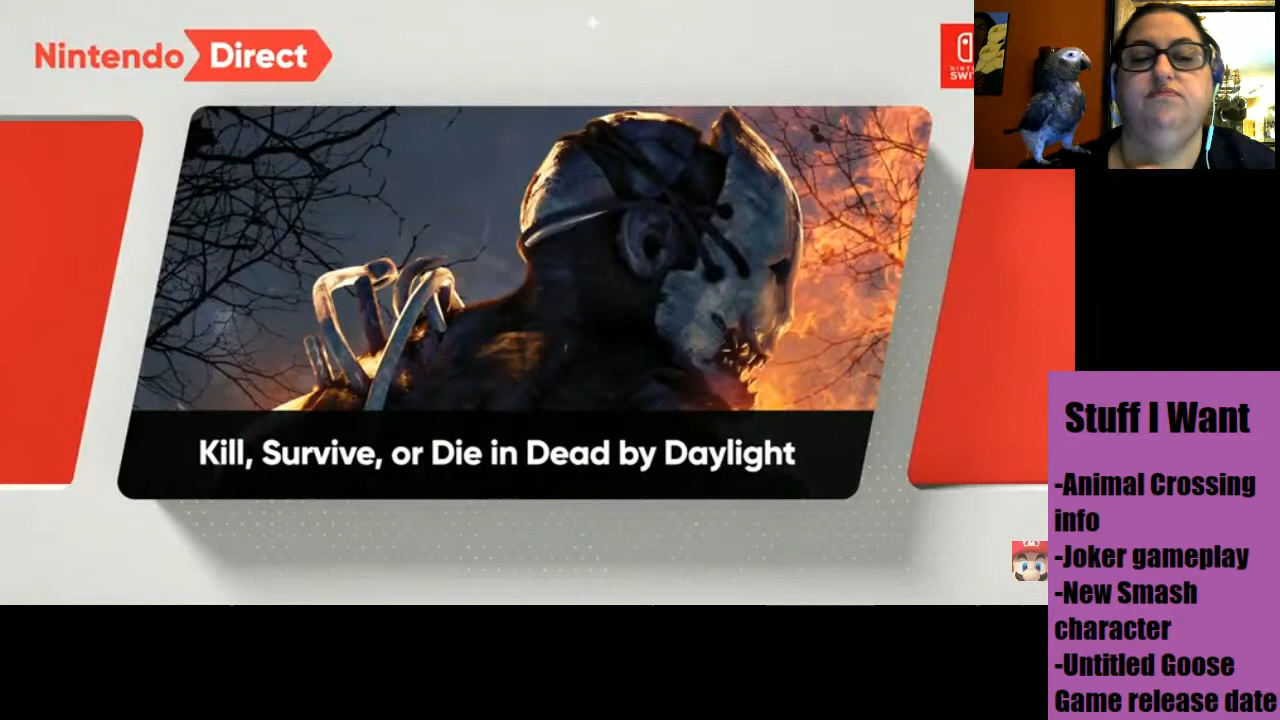 Nintendo Direct
Kill, Survive, or Die in Dead by Daylight
Stuff I Want
-Animal Crossing
info
-Joker gameplay
-New Smash
character
-Untitled Goose
Game release date